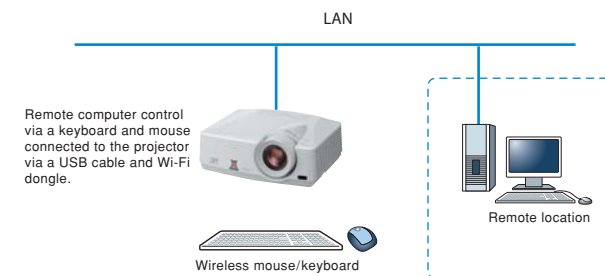 LAN
Remote computer control
via a keyboard and mouse
connected to the projector
via a USB cable and Wi-Fi
dongle.
Remote location
Wireless mouse/keyboard